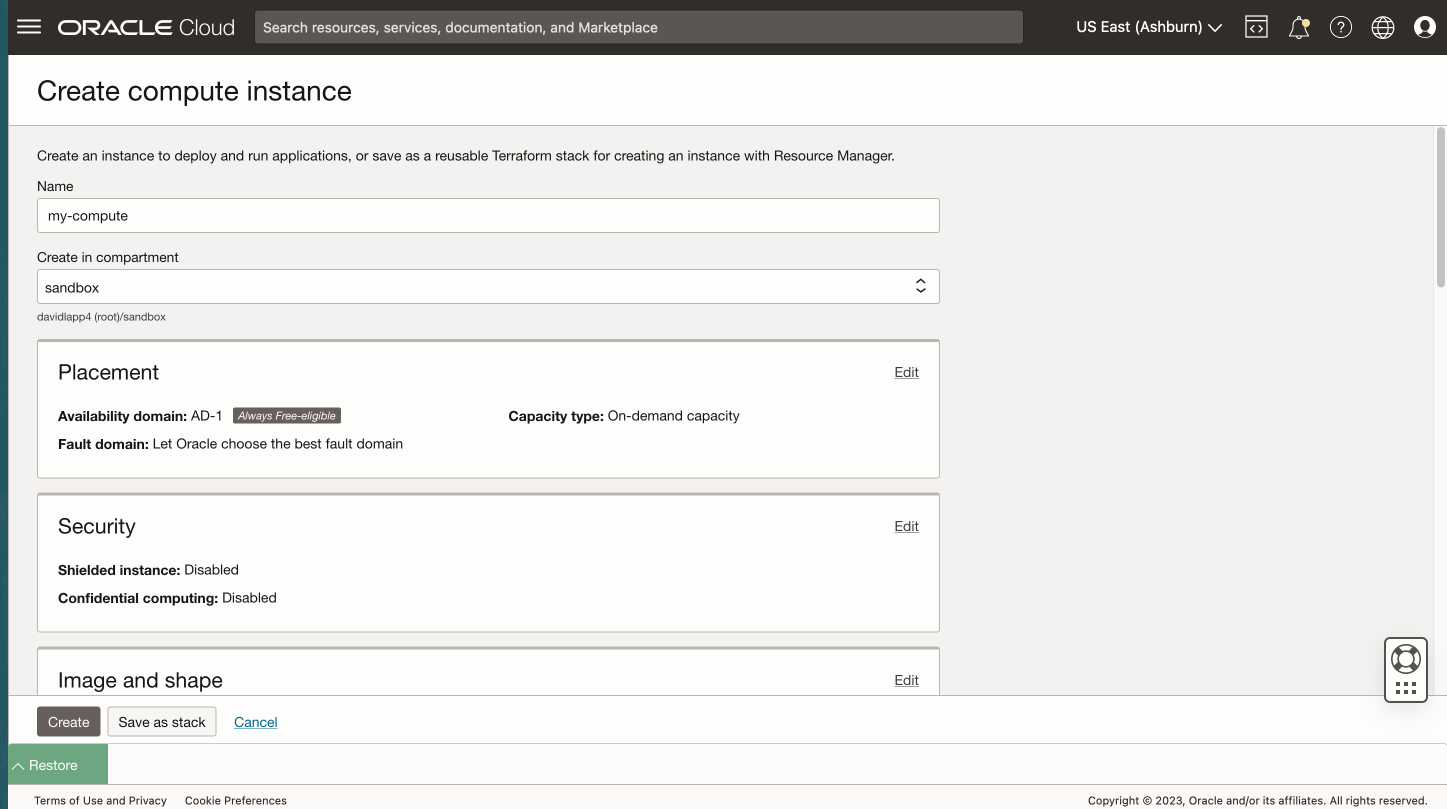 ORACLE Cloud
Search resources, services, documentation, and Marketplace
US East (Ashburn)
Create compute instance
Create an instance to deploy and run applications, or save as a reusable Terraform stack for creating an instance with Resource Manager.
Name
my-compute
Create in compartment
sandbox
davidlapp4 (root)/sandbox
Placement
Edit
Availability domain: AD-1 Always Free-eligible
Capacity type: On-demand capacity
Fault domain: Let Oracle choose the best fault domain
Security
Edit
Shielded instance: Disabled
Confidential computing: Disabled
Image and shape
Edit
Create
Save as stack
Cancel
Restore
Terms of Use and Privacy
Cookie Preferences
Copyright © 2023, Oracle and/or its affiliates. All rights reserved.